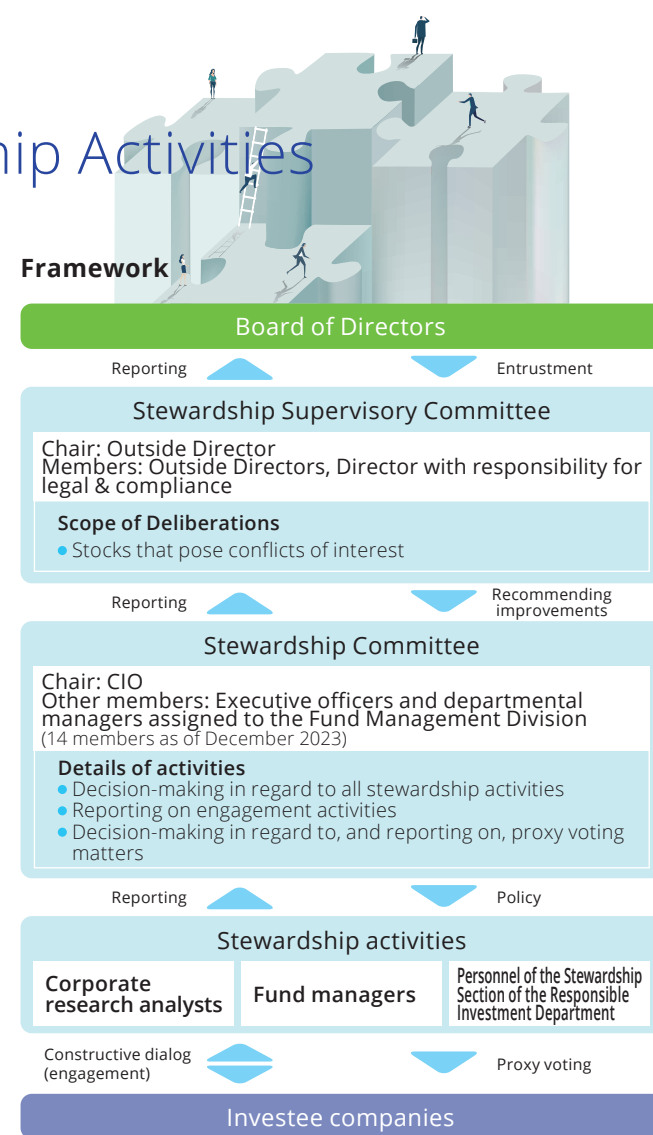 ip Activities
Framework
Board of Directors
Reporting
Entrustment
Stewardship Supervisory Committee
Chair: Outside Director
Members: Outside Directors, Director with responsibility for
legal & compliance
Scope of Deliberations
• Stocks that pose conflicts of interest
Reporting
Recommending
improvements
Stewardship Committee
Chair: CIO
Other members: Executive officers and departmental
managers assigned to the Fund Management Division
(14 members as of December 2023)
Details of activities
• Decision-making in regard to all stewardship activities
• Reporting on engagement activities
• Decision-making in regard to, and reporting on, proxy voting
matters
Reporting
Policy
Stewardship activities
Corporate
research analysts
Fund managers
Personnel of the Stewardship
Section of the Responsible
Investment Department
Constructive dialog
(engagement)
Proxy voting
Investee companies